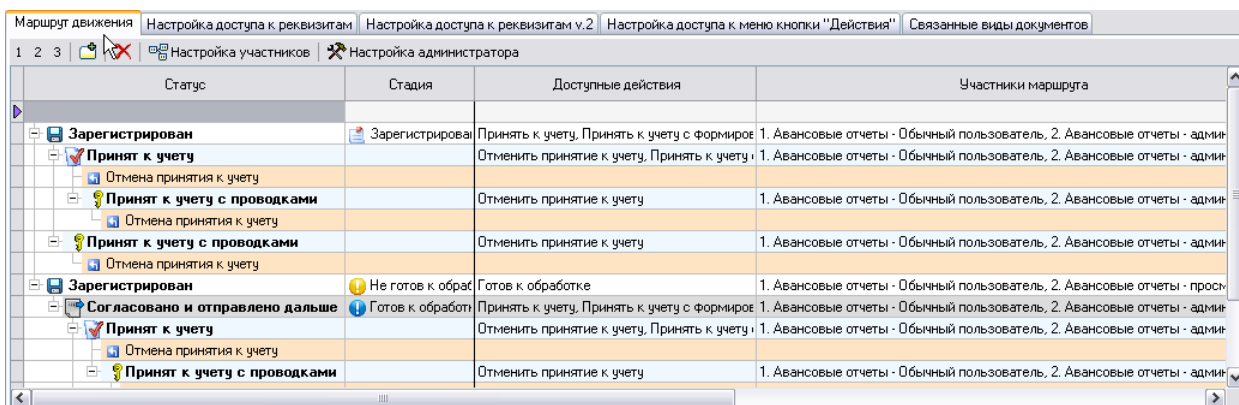 Маршрут движения Настройка доступа к реквизитам Настройка доступа к реквизитам v.2 Настройка доступа к меню кнопки "Действия" Связанные виды документов
1 2 3 Настройка участников Настройка администратора
Статус Стадия Доступные действия Участники маршрута
Зарегистрирован Зарегистрирова Принять к учету, Принять к учету с формиров 1. Авансовые отчеты - Обычный пользователь, 2. Авансовые отчеты - админ
Принят к учету Отменить принятие к учету, Принять к учету 1. Авансовые отчеты - Обычный пользователь, 2. Авансовые отчеты - админ
Отмена принятия к учету
Принят к учету с проводками Отменить принятие к учету 1. Авансовые отчеты - Обычный пользователь, 2. Авансовые отчеты - админ
Отмена принятия к учету
Принят к учету с проводками Отменить принятие к учету 1. Авансовые отчеты - Обычный пользователь, 2. Авансовые отчеты - админ
Отмена принятия к учету
Зарегистрирован Не готов к обраб Готов к обработке 1. Авансовые отчеты - Обычный пользователь, 2. Авансовые отчеты - просм
Согласовано и отправлено дальше Готов к обработк Принять к учету, Принять к учету с формиров 1. Авансовые отчеты - Обычный пользователь, 2. Авансовые отчеты - админ
Принят к учету Отменить принятие к учету, Принять к учету 1. Авансовые отчеты - Обычный пользователь, 2. Авансовые отчеты - админ
Отмена принятия к учету
Принят к учету с проводками Отменить принятие к учету 1. Авансовые отчеты - Обычный пользователь, 2. Авансовые отчеты - админ